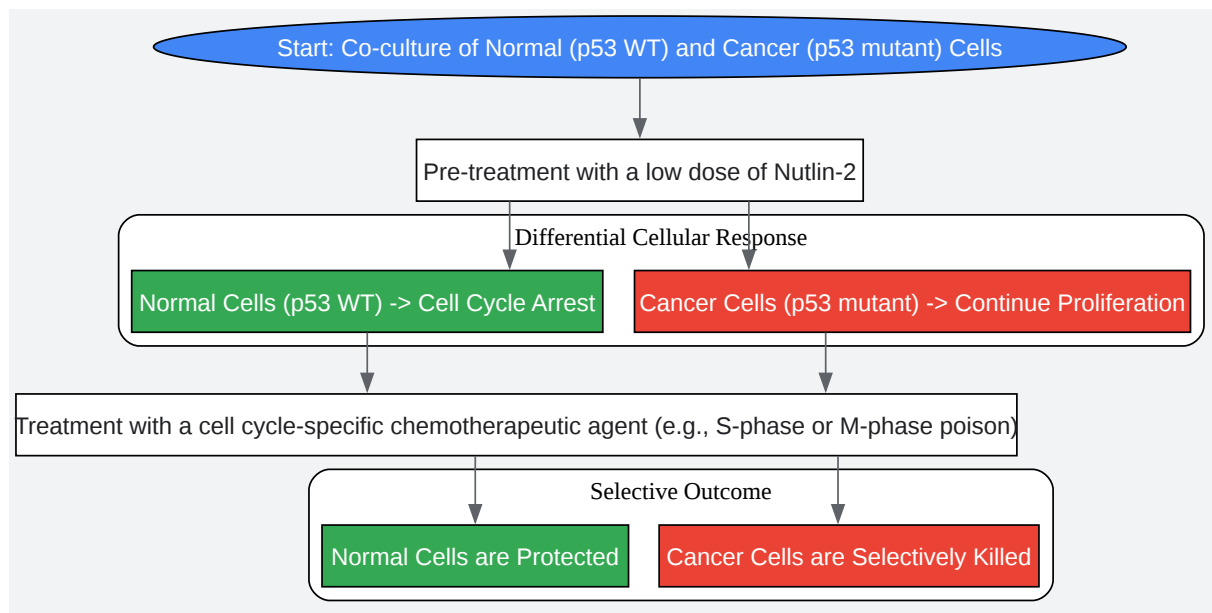 Start: Co-culture of Normal (p53 WT) and Cancer (p53 mutant) Cells
Pre-treatment with a low dose of Nutlin-2
Differential Cellular Response
Normal Cells (p53 WT) -> Cell Cycle Arrest
Cancer Cells (p53 mutant) -> Continue Proliferation
Treatment with a cell cycle-specific chemotherapeutic agent (e.g., S-phase or M-phase poison)
Selective Outcome
Normal Cells are Protected
Cancer Cells are Selectively Killed